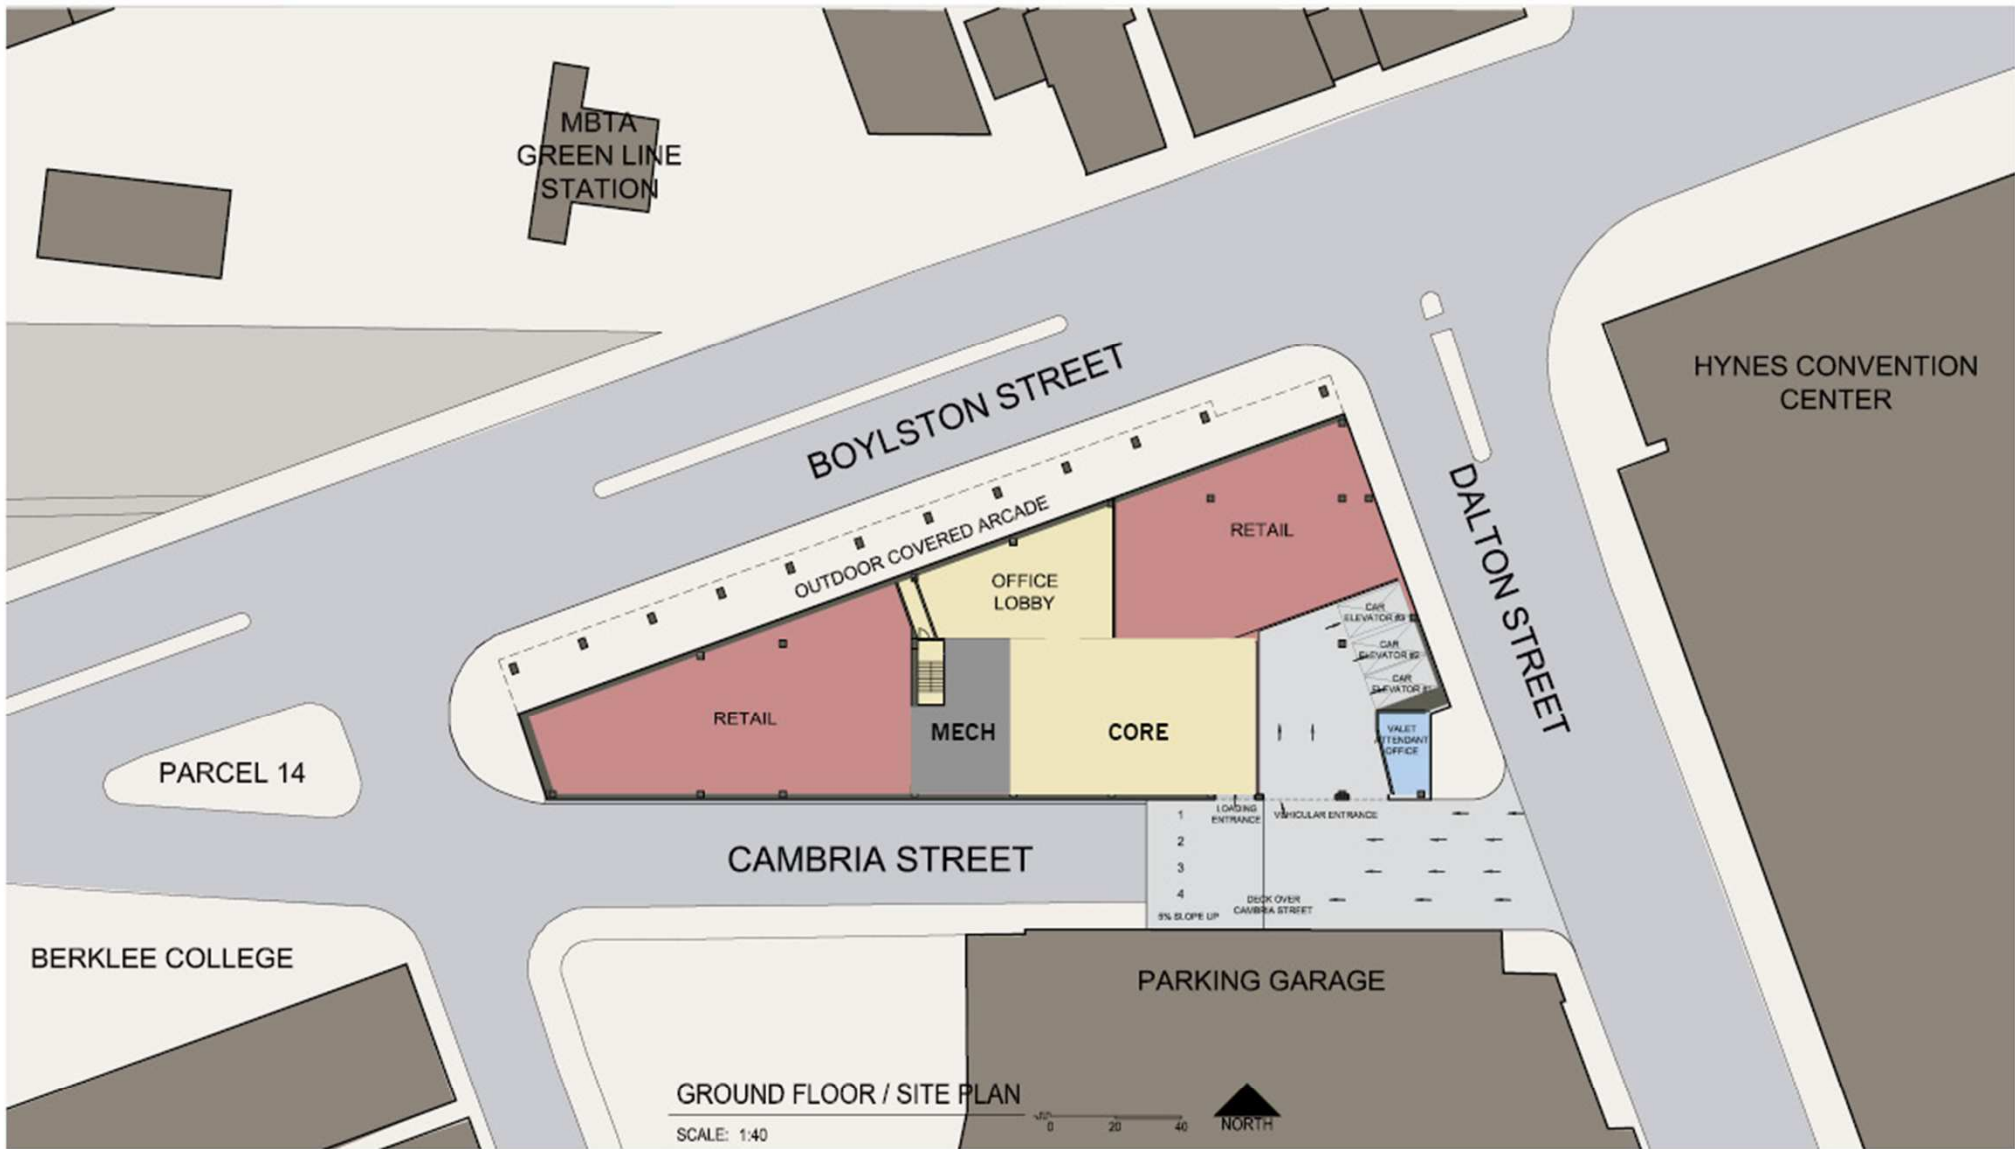 MBTA
GREEN LINE
STATION
HYNES CONVENTION
CENTER
BOYLSTON STREET
DALTON STREET
OUTDOOR COVERED ARCADE
RETAIL
OFFICE
LOBBY
CAR
ELEVATOR #3
CAR
ELEVATOR #2
CAR
ELEVATOR #1
RETAIL
MECH
CORE
VALET
ATTENDANT
OFFICE
PARCEL 14
LOADING
ENTRANCE
VEHICULAR ENTRANCE
1
2
3
4
5% SLOPE UP
DECK OVER
CAMBRIA STREET
CAMBRIA STREET
BERKLEE COLLEGE
PARKING GARAGE
GROUND FLOOR / SITE PLAN
SCALE: 1:40
0 20 40
NORTH